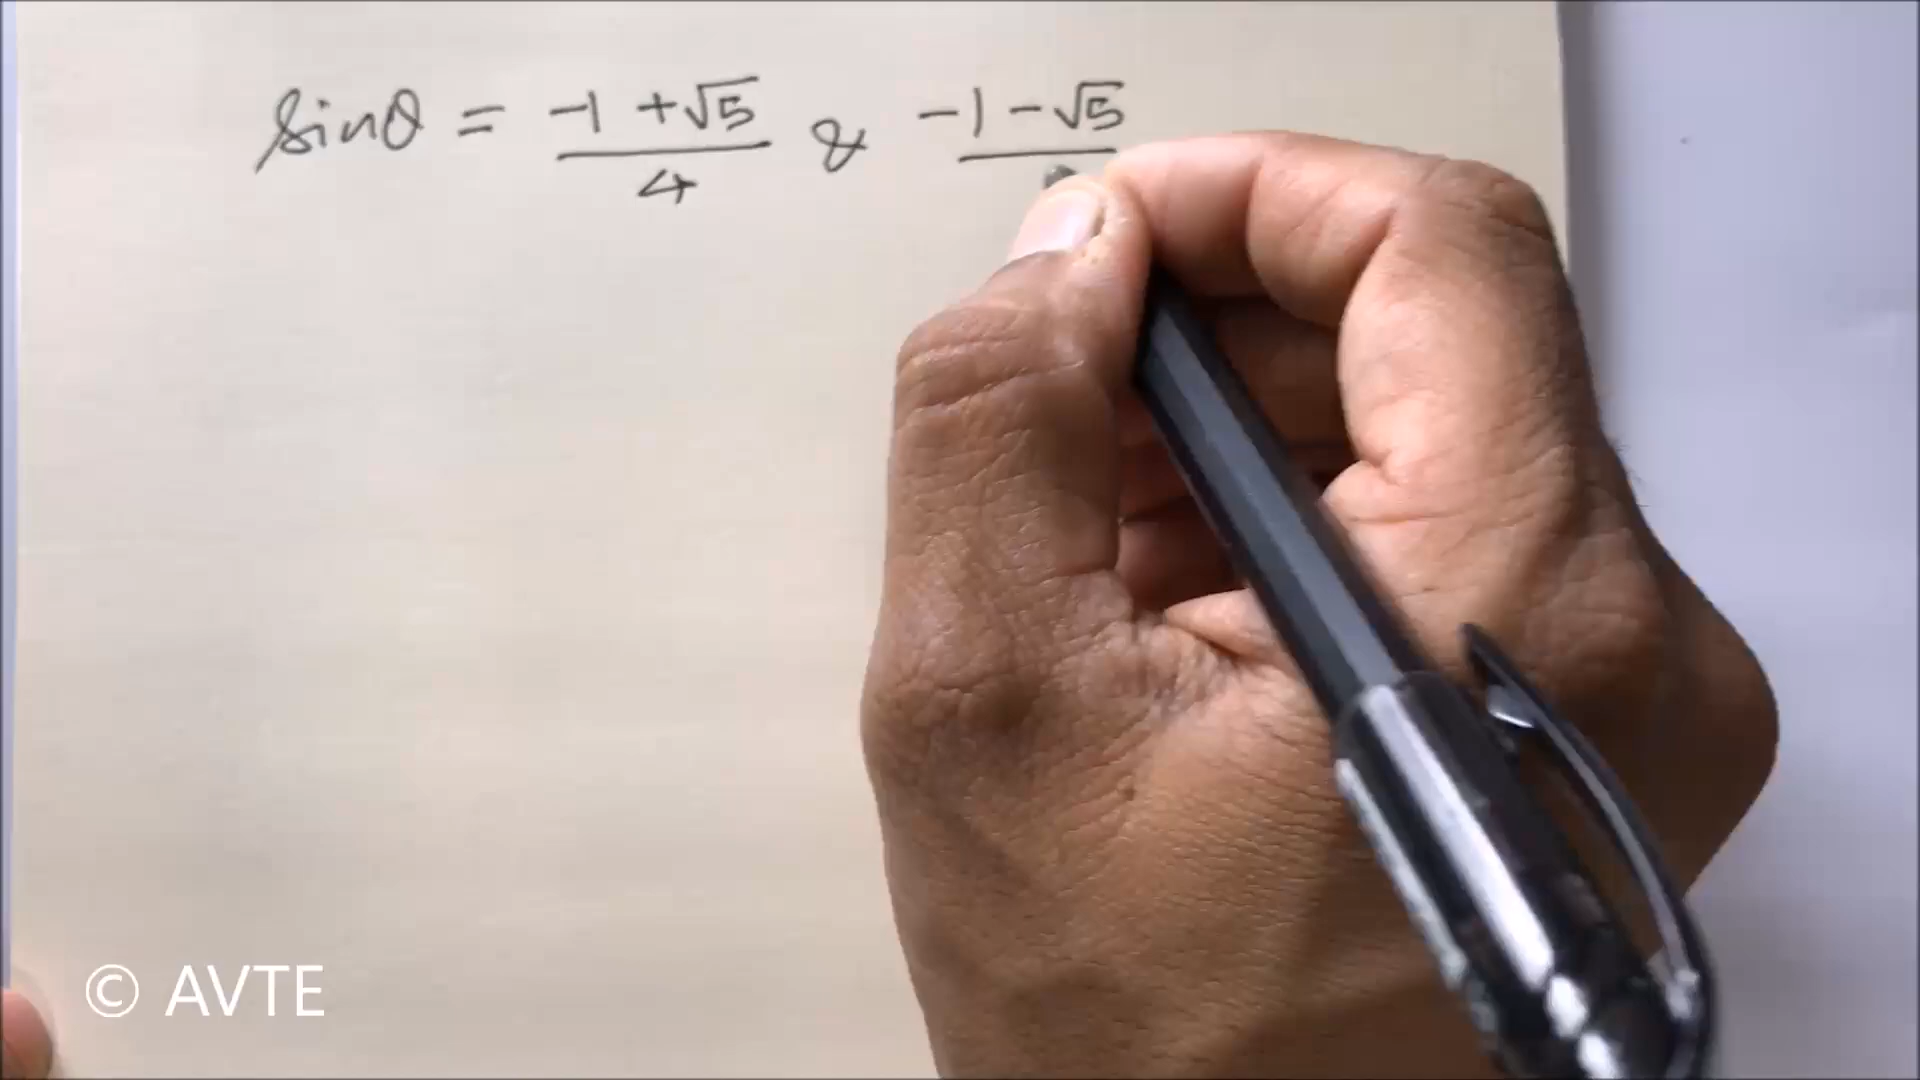 sinθ = -1 + √5 / 4 & -1 - √5
© AVTE